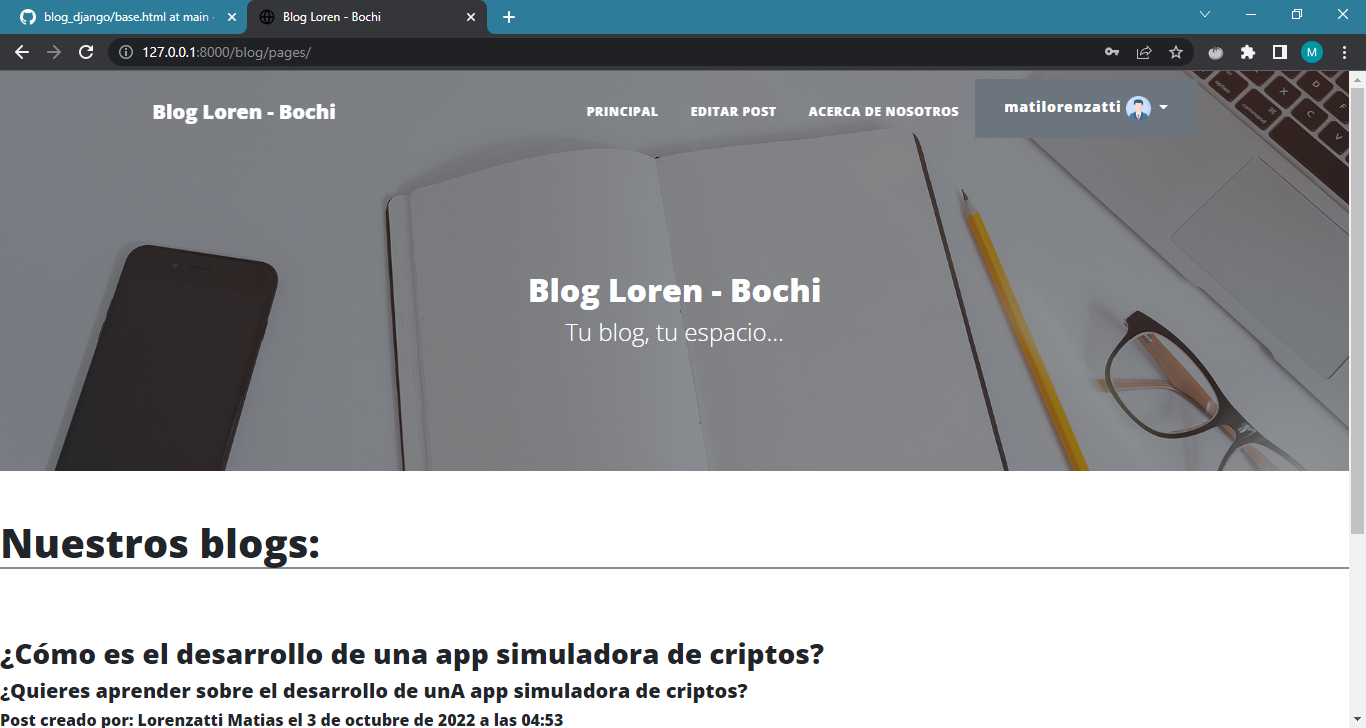 blog_django/base.html at main
Blog Loren - Bochi
127.0.0.1:8000/blog/pages/
M
Blog Loren - Bochi
PRINCIPAL
EDITAR POST
ACERCA DE NOSOTROS
matilorenzatti
Blog Loren - Bochi
Tu blog, tu espacio...
Nuestros blogs:
¿Cómo es el desarrollo de una app simuladora de criptos?
¿Quieres aprender sobre el desarrollo de unA app simuladora de criptos?
Post creado por: Lorenzatti Matias el 3 de octubre de 2022 a las 04:53